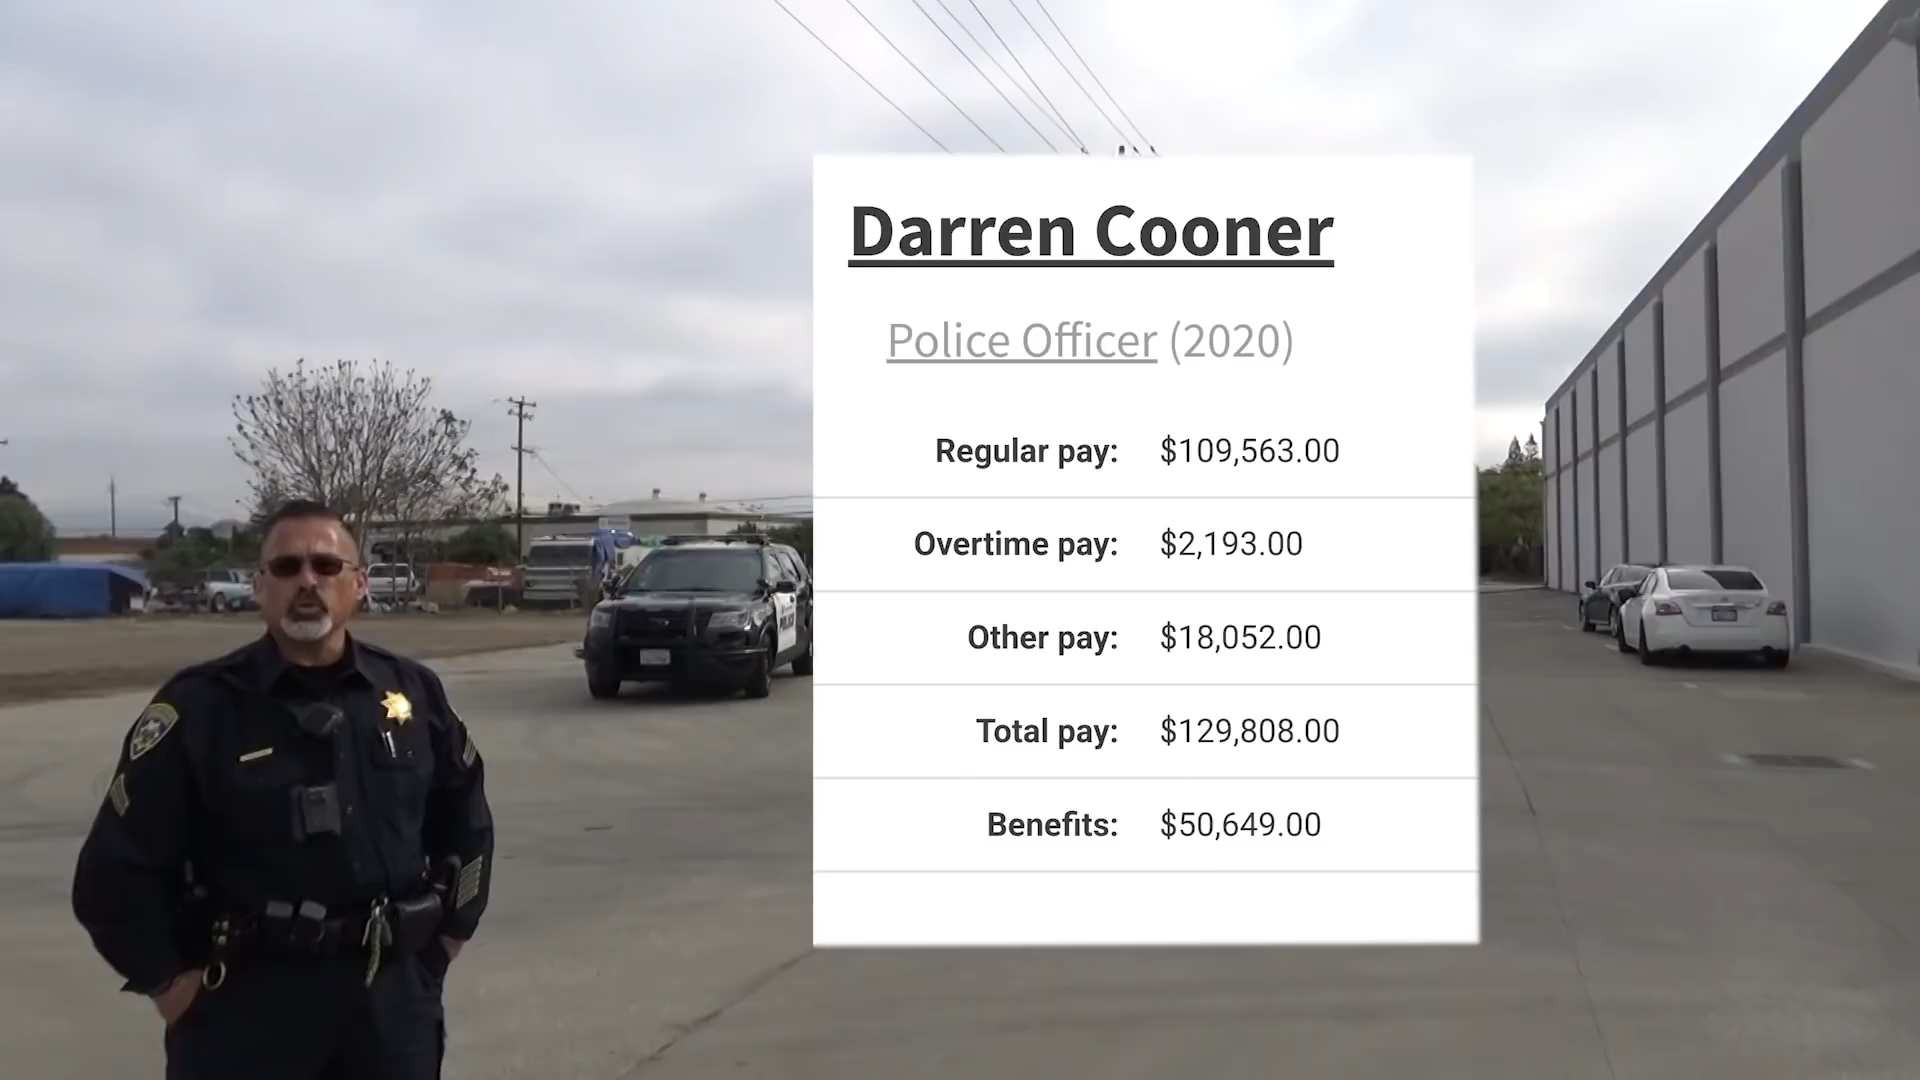 Darren Cooner
Police Officer (2020)
Regular pay: $109,563.00
Overtime pay: $2,193.00
Other pay: $18,052.00
Total pay: $129,808.00
Benefits: $50,649.00
POLICE